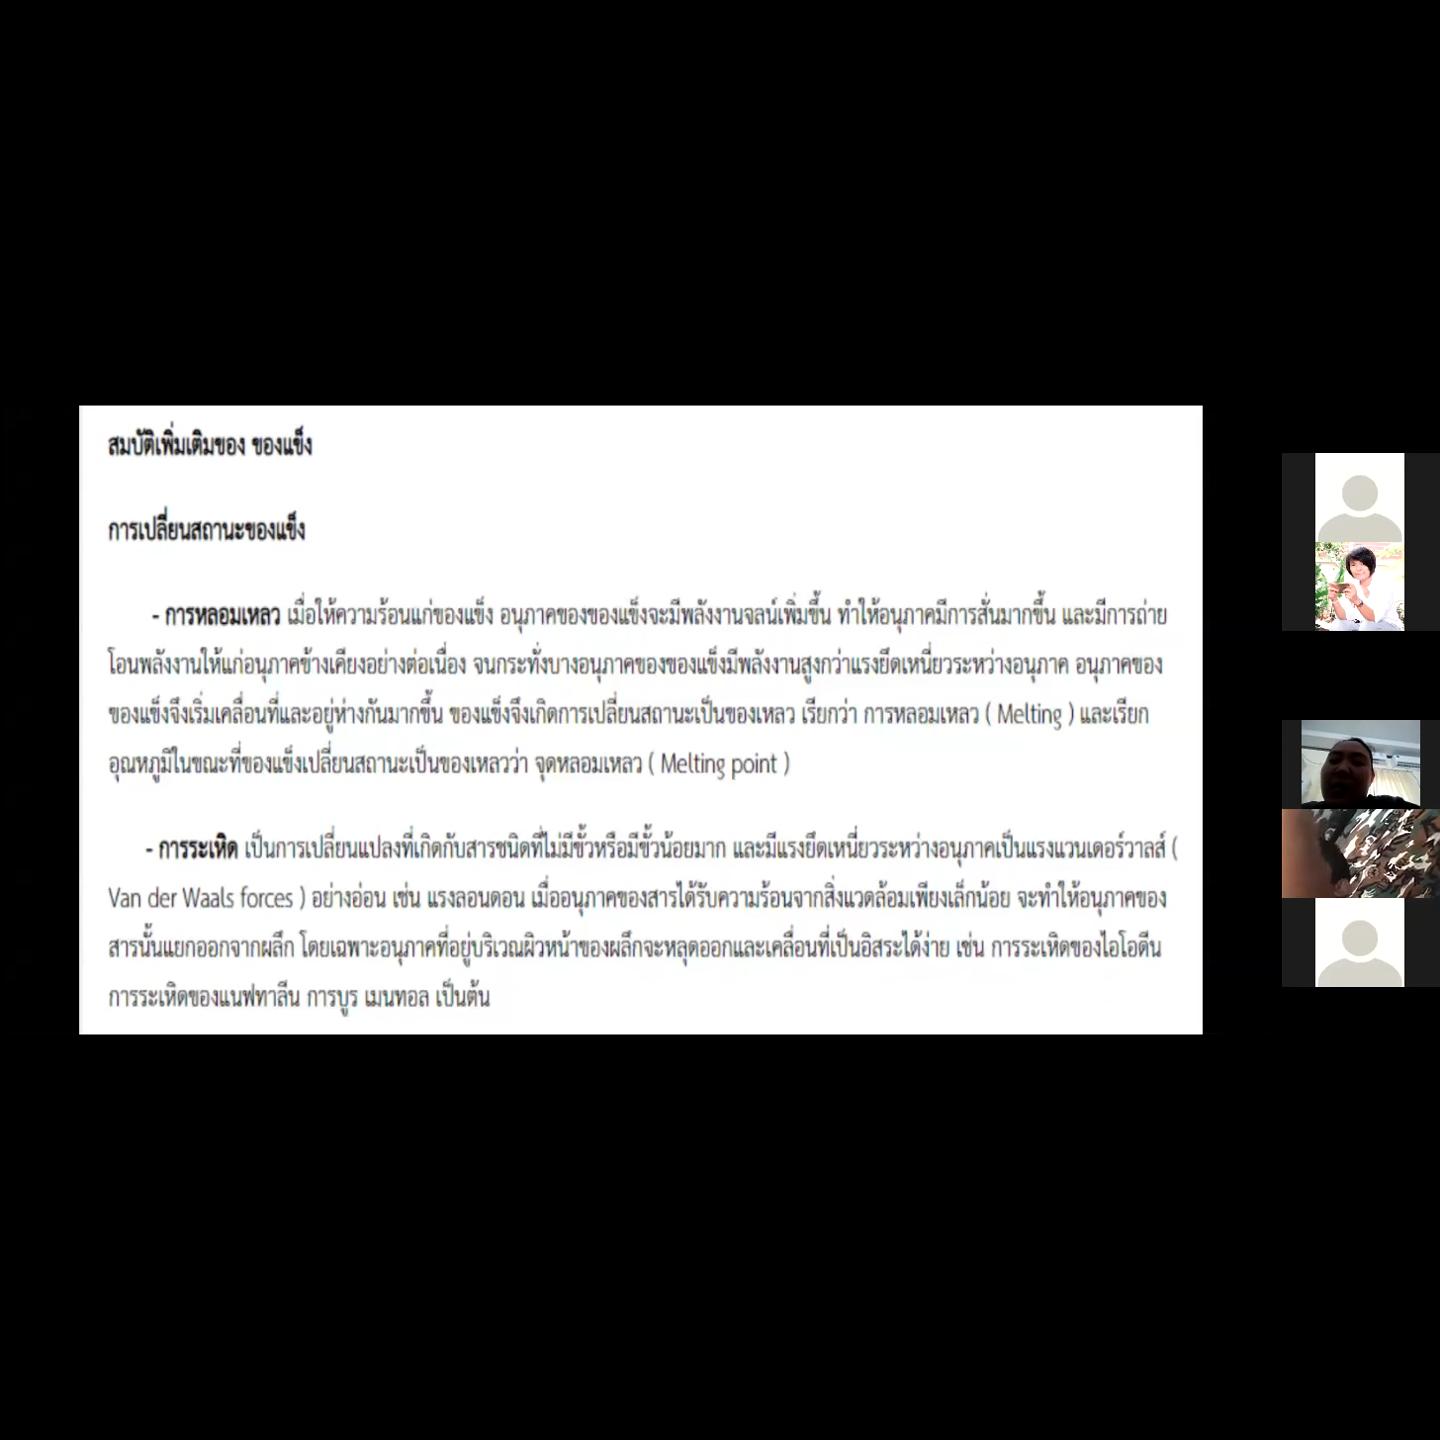 สมบัติเพิ่มเติมของ ของแข็ง
การเปลี่ยนสถานะของแข็ง
- การหลอมเหลว เมื่อให้ความร้อนแก่ของแข็ง อนุภาคของของแข็งจะมีพลังงานจลน์เพิ่มขึ้น ทำให้อนุภาคมีการสั่นมากขึ้น และมีการถ่าย
โอนพลังงานให้แก่อนุภาคข้างเคียงอย่างต่อเนื่อง จนกระทั่งบางอนุภาคของของแข็งมีพลังงานสูงกว่าแรงยึดเหนี่ยวระหว่างอนุภาค อนุภาคของ
ของแข็งจึงเริ่มเคลื่อนที่และอยู่ห่างกันมากขึ้น ของแข็งจึงเกิดการเปลี่ยนสถานะเป็นของเหลว เรียกว่า การหลอมเหลว ( Melting ) และเรียก
อุณหภูมิในขณะที่ของแข็งเปลี่ยนสถานะเป็นของเหลวว่า จุดหลอมเหลว ( Melting point )
- การระเหิด เป็นการเปลี่ยนแปลงที่เกิดกับสารชนิดที่ไม่มีขั้วหรือมีขั้วน้อยมาก และมีแรงยึดเหนี่ยวระหว่างอนุภาคเป็นแรงแวนเดอร์วาลส์ (
Van der Waals forces ) อย่างอ่อน เช่น แรงลอนดอน เมื่ออนุภาคของสารได้รับความร้อนจากสิ่งแวดล้อมเพียงเล็กน้อย จะทำให้อนุภาคของ
สารนั้นแยกออกจากผลึก โดยเฉพาะอนุภาคที่อยู่บริเวณผิวหน้าของผลึกจะหลุดออกและเคลื่อนที่เป็นอิสระได้ง่าย เช่น การระเหิดของไอโอดีน
การระเหิดของแนฟทาลีน การบูร เมนทอล เป็นต้น